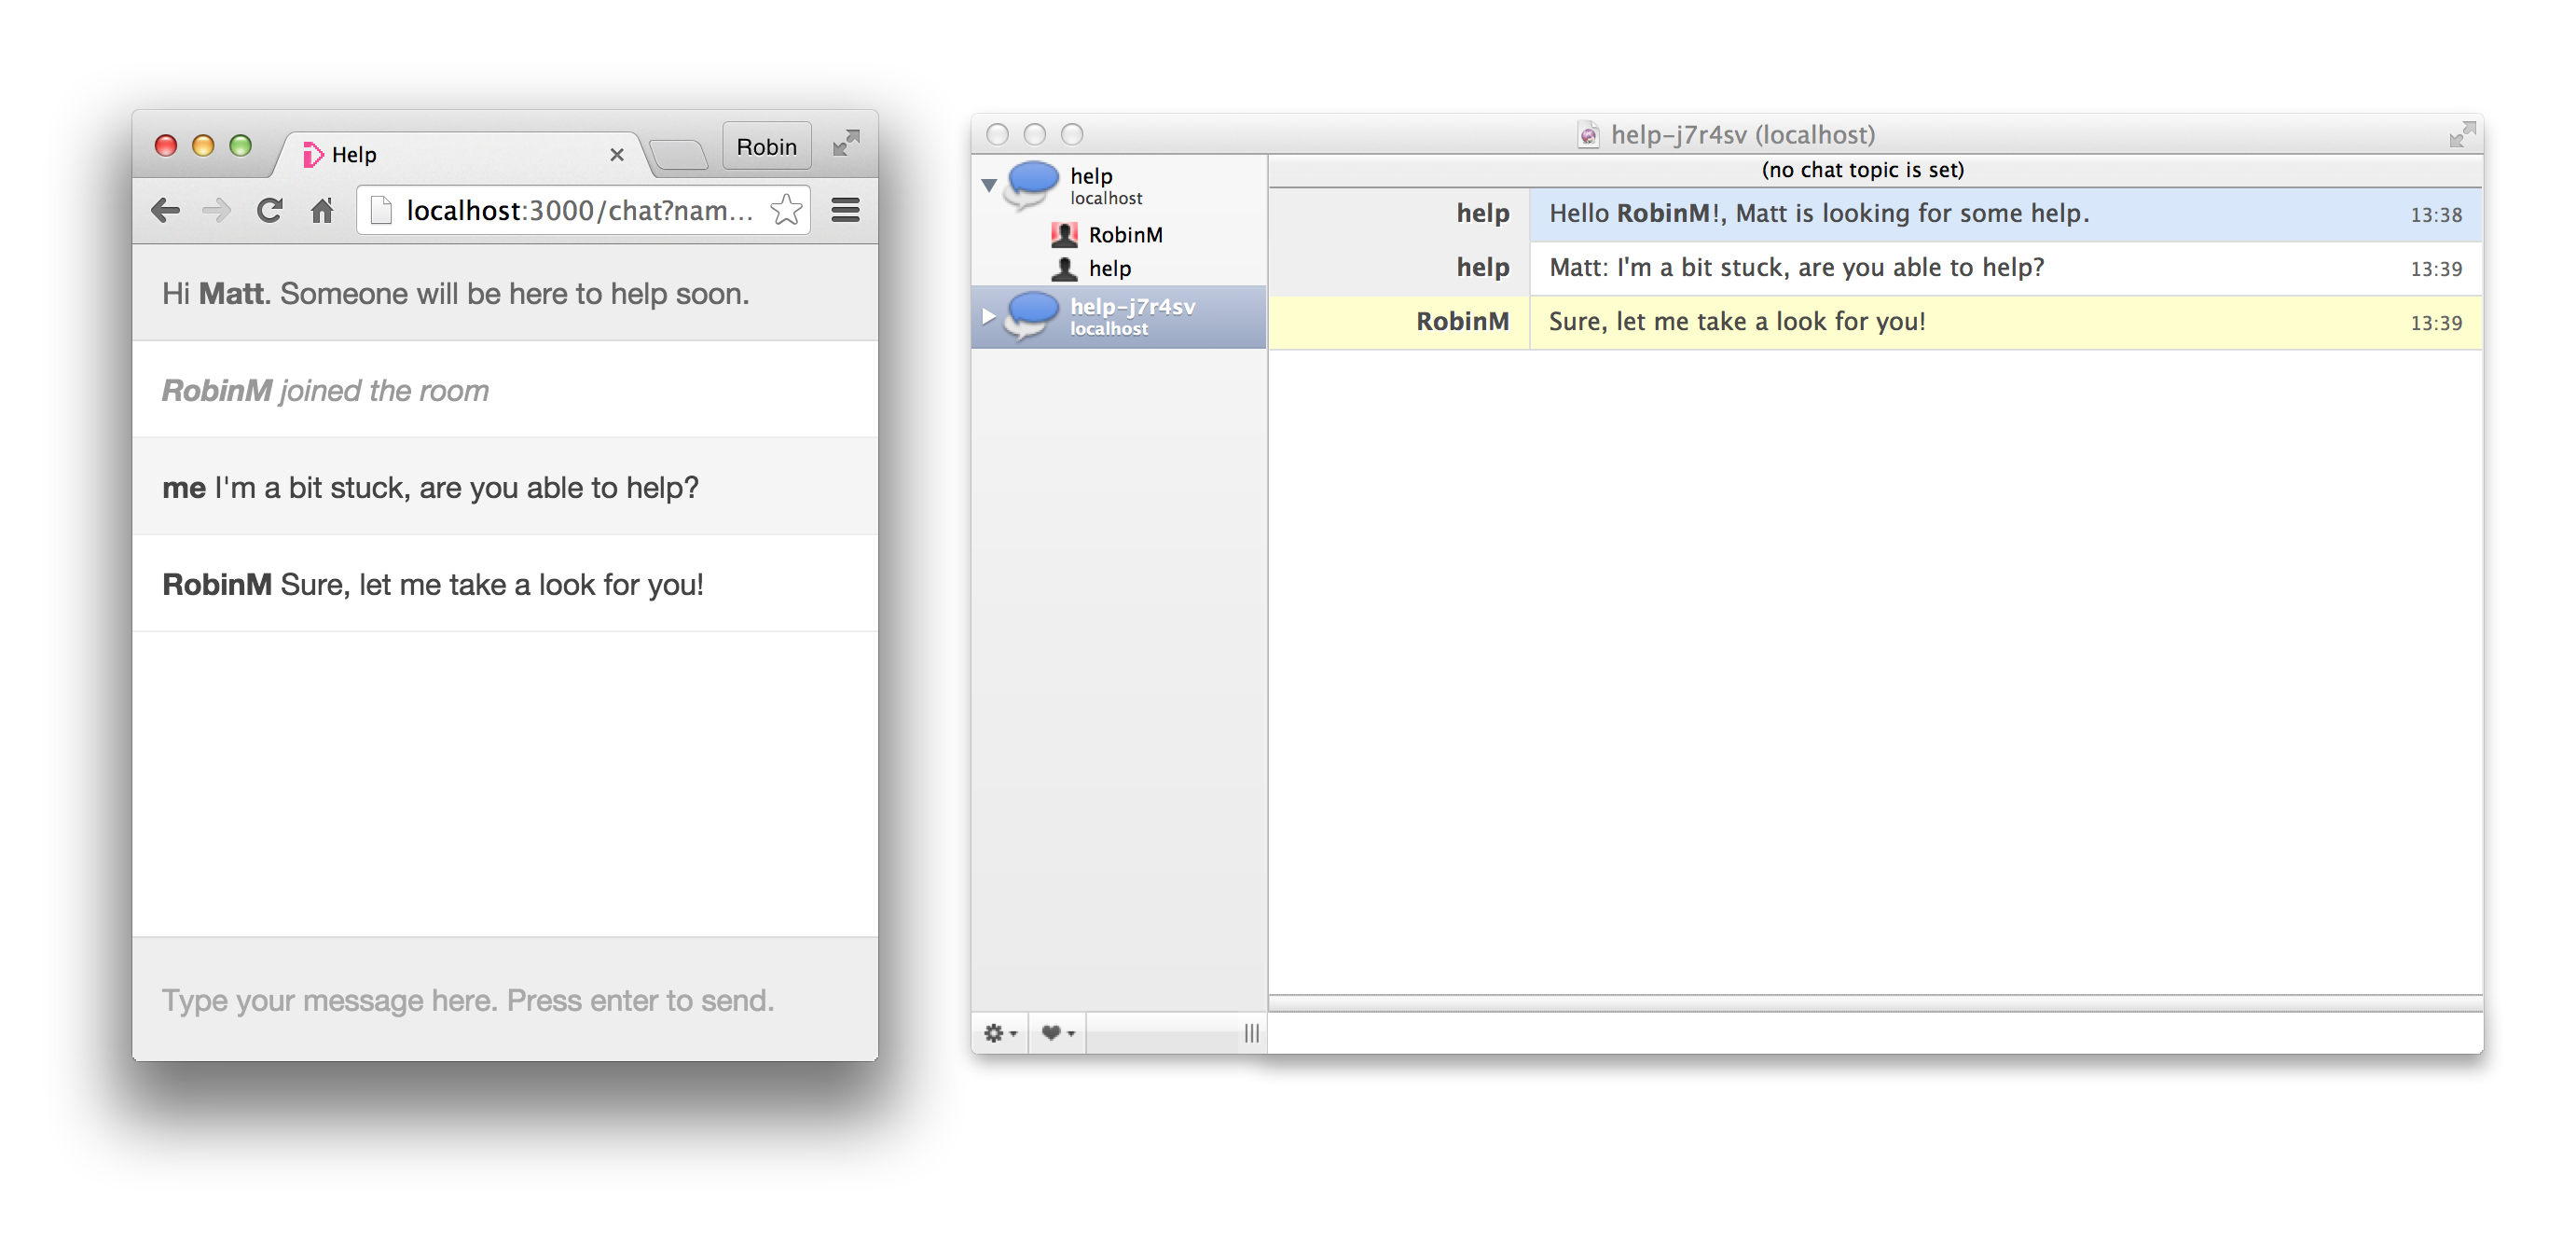 Help
Robin
localhost:3000/chat?nam...
Hi Matt. Someone will be here to help soon.
RobinM joined the room
me I'm a bit stuck, are you able to help?
RobinM Sure, let me take a look for you!
Type your message here. Press enter to send.
help-j7r4sv (localhost)
help
localhost
RobinM
help
help-j7r4sv
localhost
(no chat topic is set)
help Hello RobinM!, Matt is looking for some help. 13:38
help Matt: I'm a bit stuck, are you able to help? 13:39
RobinM Sure, let me take a look for you! 13:39